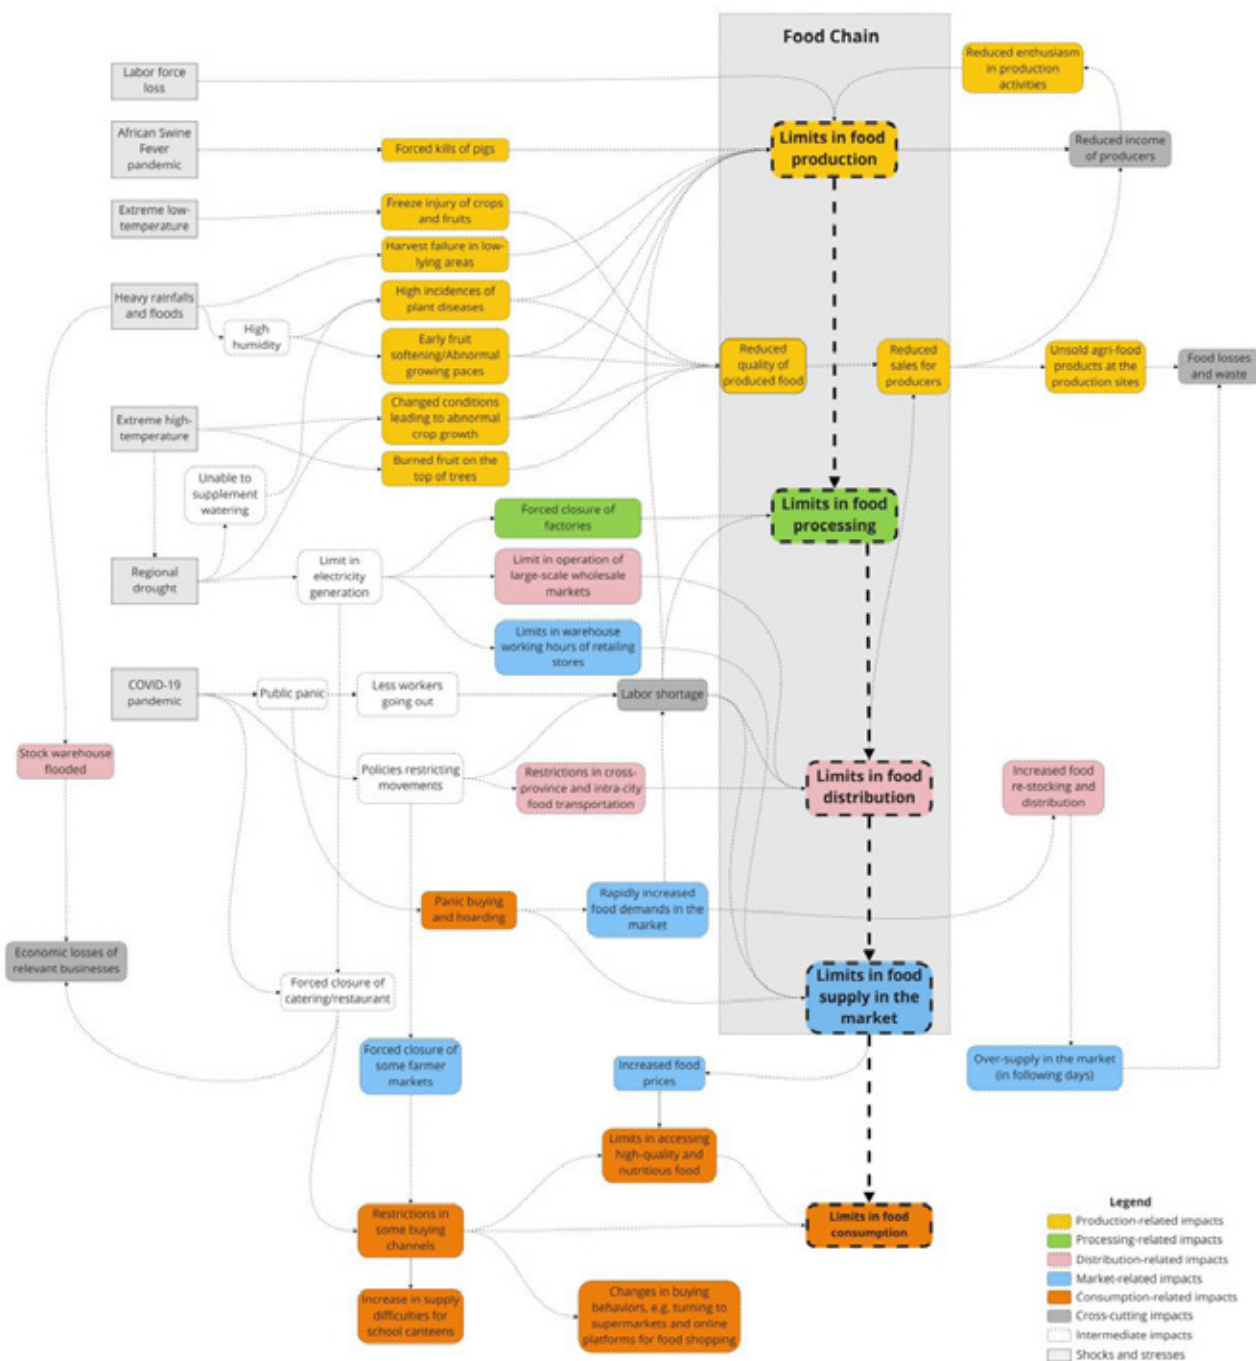 Food Chain
Labor force
loss
Reduced enthusiasm
in production
activities
African Swine
Fever
pandemic
Forced kills of pigs
Limits in food
production
Reduced income
of producers
Extreme low-
temperature
Freeze injury of crops
and fruits
Harvest failure in low-
lying areas
Heavy rainfalls
and floods
High
humidity
High incidences of
plant diseases
Early fruit
softening/Abnormal
growing paces
Reduced
quality of
produced food
Reduced
sales for
producers
Unsold agri-food
products at the
production sites
Food losses
and waste
Extreme high-
temperature
Changed conditions
leading to abnormal
crop growth
Burned fruit on the
top of trees
Unable to
supplement
watering
Forced closure of
factories
Limits in food
processing
Regional
drought
Limit in
electricity
generation
Limit in operation of
large-scale wholesale
markets
Limits in warehouse
working hours of retailing
stores
COVID-19
pandemic
Public panic
Less workers
going out
Labor shortage
Stock warehouse
flooded
Policies restricting
movements
Restrictions in cross-
province and intra-city
food transportation
Limits in food
distribution
Increased food
re-stocking and
distribution
Panic buying
and hoarding
Rapidly increased
food demands in the
market
Economic losses of
relevant businesses
Forced closure of
catering/restaurant
Limits in food
supply in the
market
Forced closure of
some farmer
markets
Increased food
prices
Over-supply in the market
(in following days)
Limits in accessing
high-quality and
nutritious food
Restrictions in
some buying
channels
Limits in food
consumption
Increase in supply
difficulties for
school canteens
Changes in buying
behaviors, e.g. turning to
supermarkets and online
platforms for food shopping
Legend
Production-related impacts
Processing-related impacts
Distribution-related impacts
Market-related impacts
Consumption-related impacts
Cross-cutting impacts
Intermediate impacts
Shocks and stresses